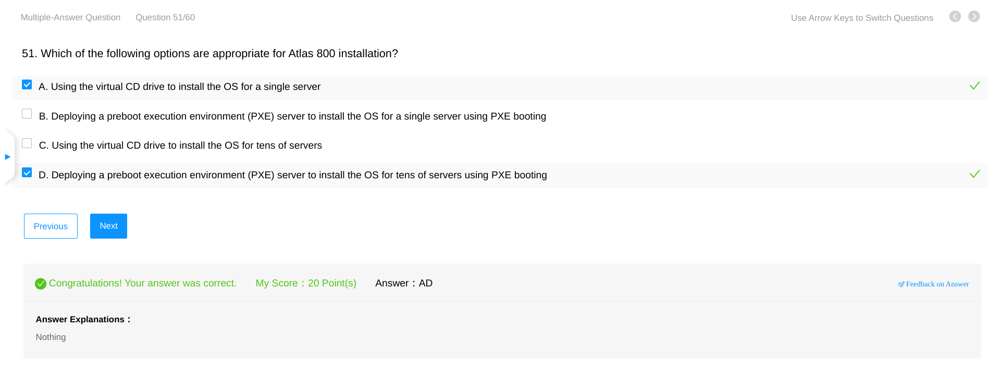 Multiple-Answer Question Question 51/60 Use Arrow Keys to Switch Questions
51. Which of the following options are appropriate for Atlas 800 installation?
A. Using the virtual CD drive to install the OS for a single server
B. Deploying a preboot execution environment (PXE) server to install the OS for a single server using PXE booting
C. Using the virtual CD drive to install the OS for tens of servers
D. Deploying a preboot execution environment (PXE) server to install the OS for tens of servers using PXE booting
Previous Next
Congratulations! Your answer was correct. My Score：20 Point(s) Answer：AD Feedback on Answer
Answer Explanations：
Nothing